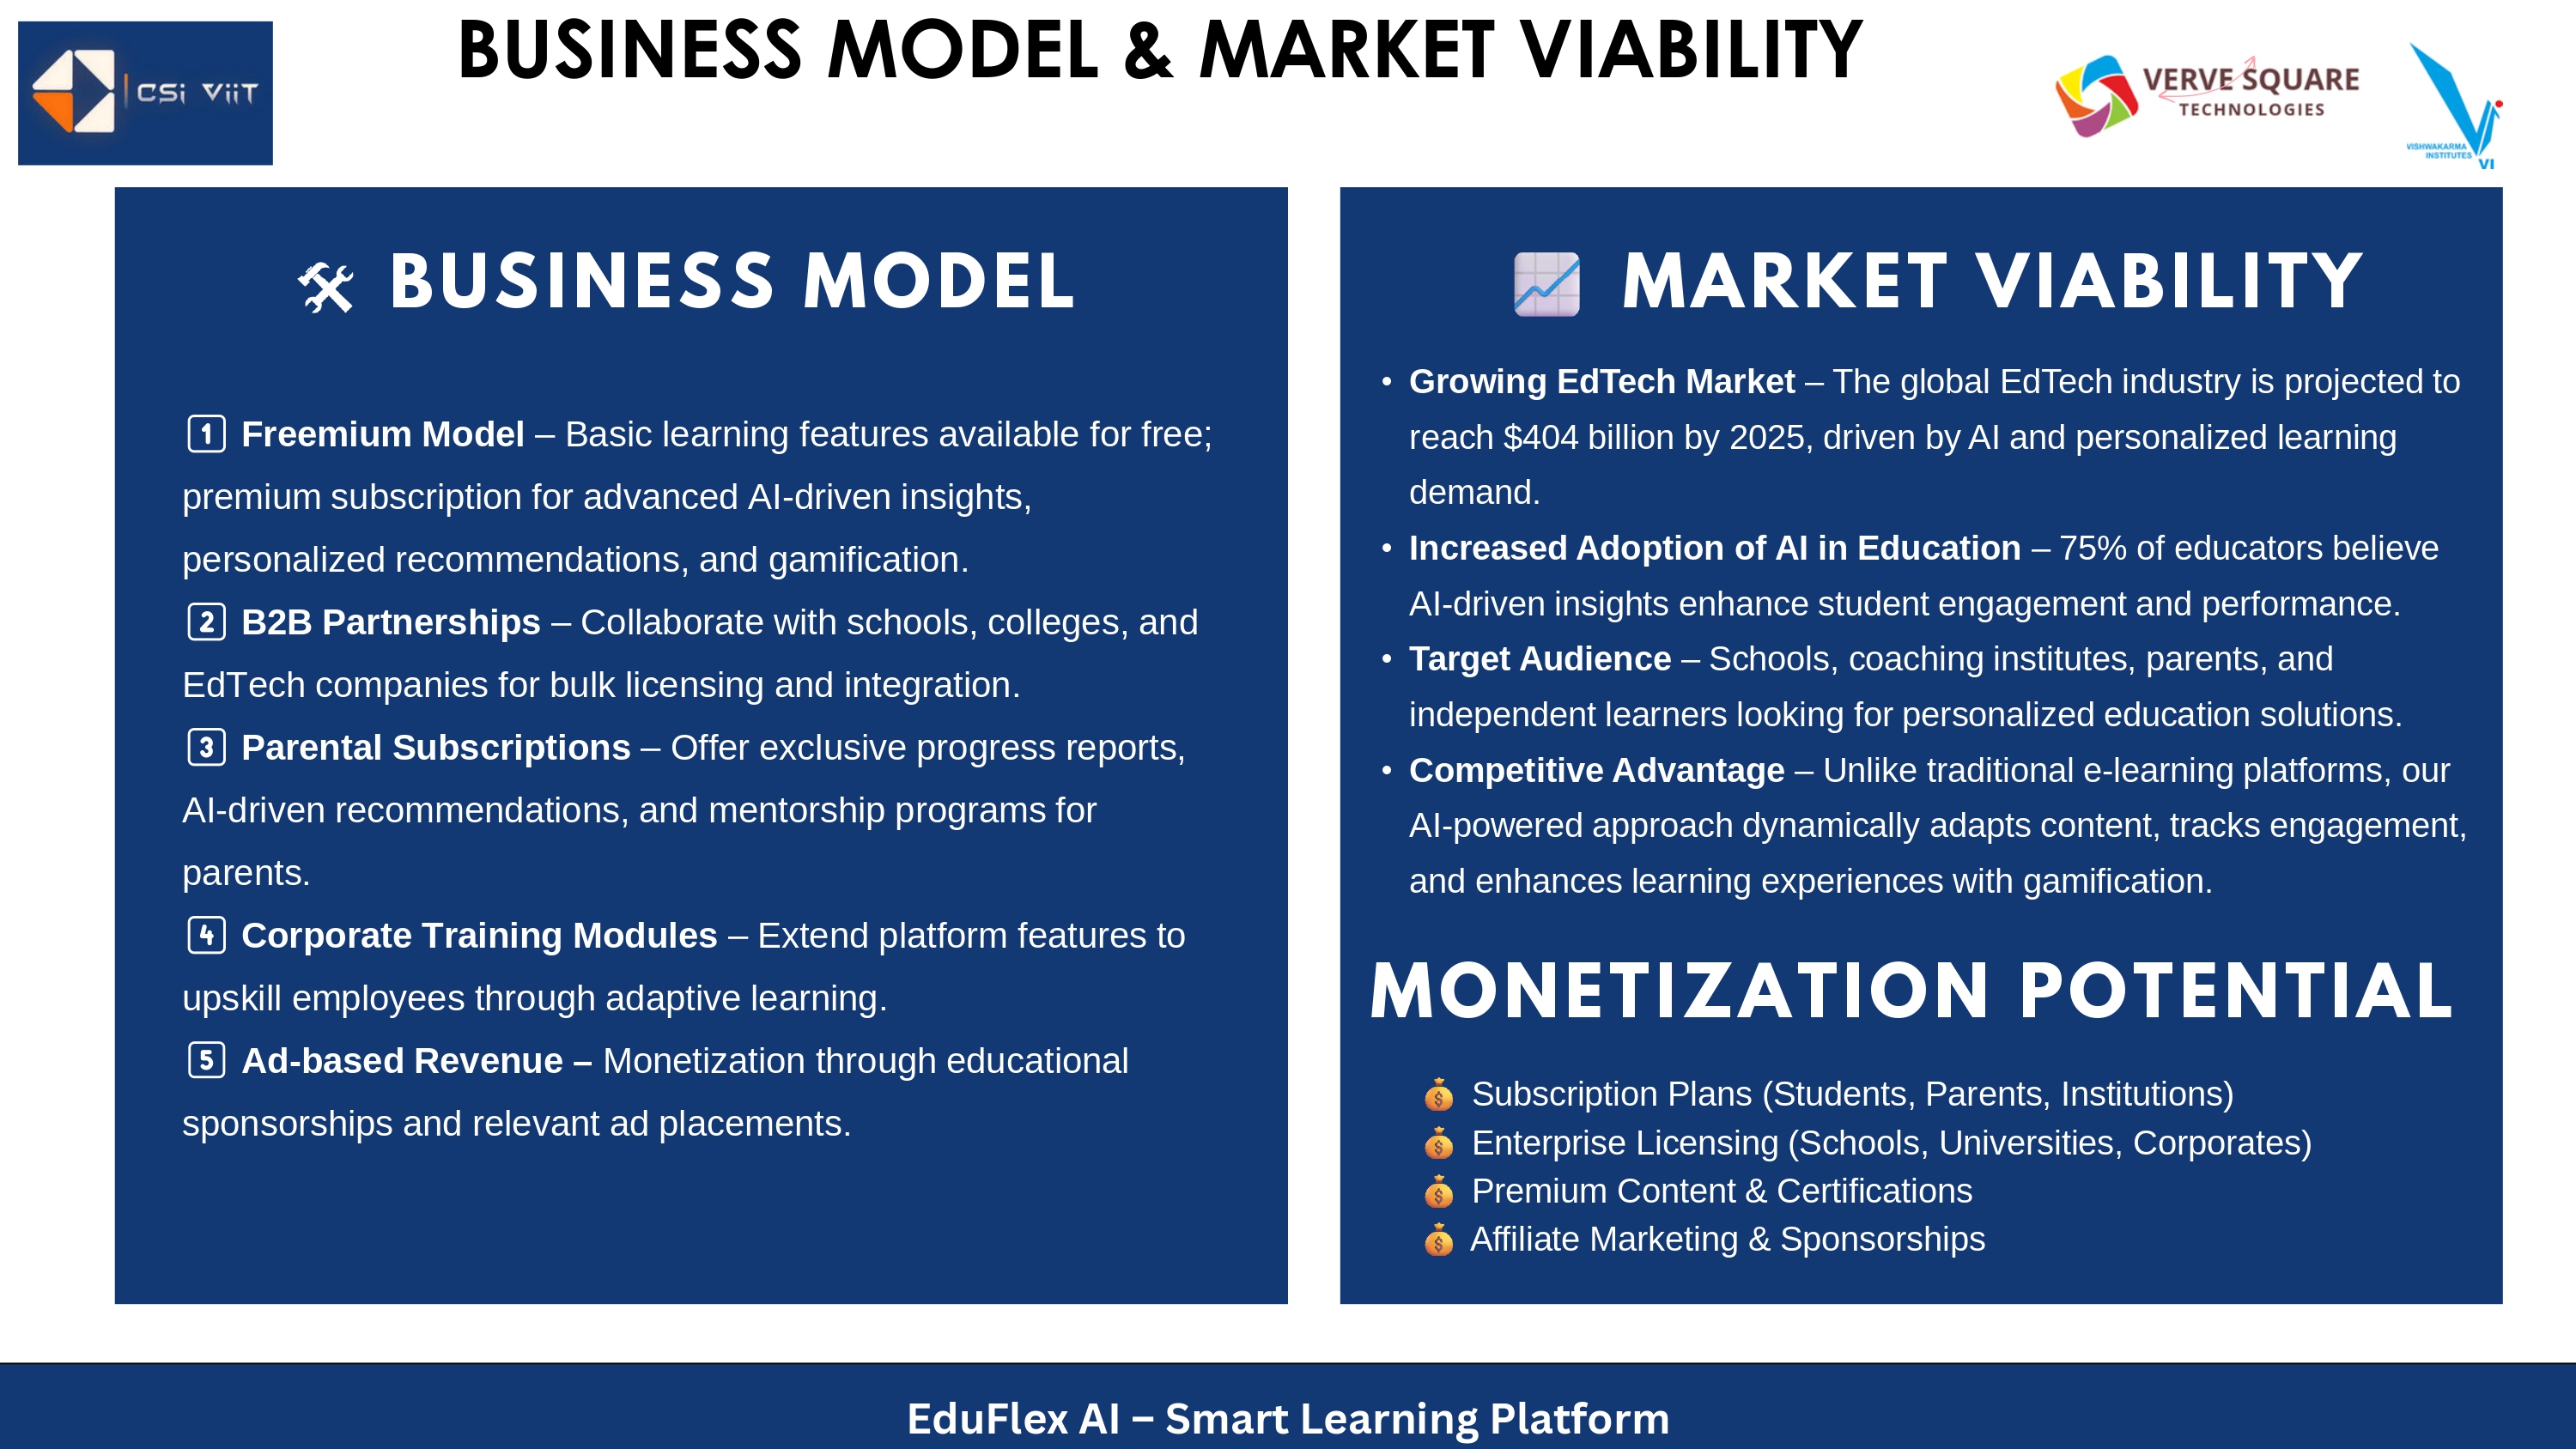 BUSINESS MODEL & MARKET VIABILITY
CSi ViiT
VERVE SQUARE
TECHNOLOGIES
VISHWAKARMA
INSTITUTES
VI
🛠 BUSINESS MODEL
1️⃣ Freemium Model – Basic learning features available for free;
premium subscription for advanced AI-driven insights,
personalized recommendations, and gamification.
2️⃣ B2B Partnerships – Collaborate with schools, colleges, and
EdTech companies for bulk licensing and integration.
3️⃣ Parental Subscriptions – Offer exclusive progress reports,
AI-driven recommendations, and mentorship programs for
parents.
4️⃣ Corporate Training Modules – Extend platform features to
upskill employees through adaptive learning.
5️⃣ Ad-based Revenue – Monetization through educational
sponsorships and relevant ad placements.
📈 MARKET VIABILITY
• Growing EdTech Market – The global EdTech industry is projected to
reach $404 billion by 2025, driven by AI and personalized learning
demand.
• Increased Adoption of AI in Education – 75% of educators believe
AI-driven insights enhance student engagement and performance.
• Target Audience – Schools, coaching institutes, parents, and
independent learners looking for personalized education solutions.
• Competitive Advantage – Unlike traditional e-learning platforms, our
AI-powered approach dynamically adapts content, tracks engagement,
and enhances learning experiences with gamification.
MONETIZATION POTENTIAL
💰 Subscription Plans (Students, Parents, Institutions)
💰 Enterprise Licensing (Schools, Universities, Corporates)
💰 Premium Content & Certifications
💰 Affiliate Marketing & Sponsorships
EduFlex AI – Smart Learning Platform